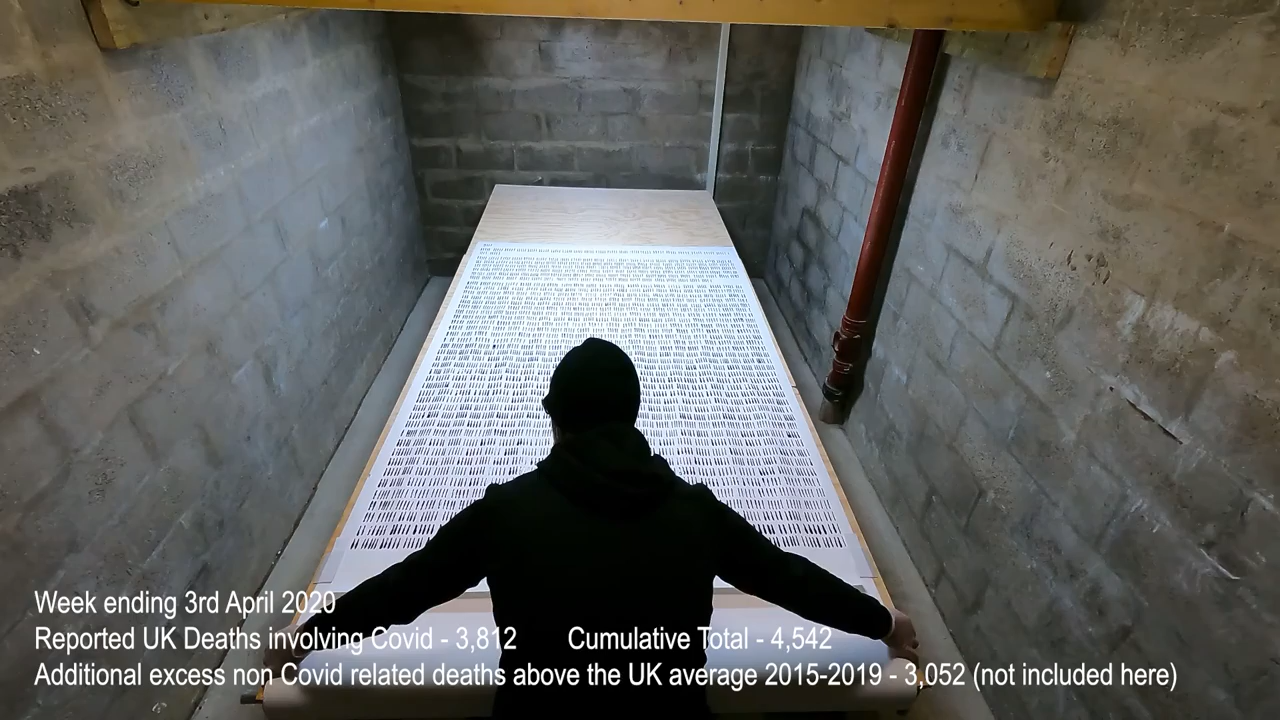 Week ending 3rd April 2020
Reported UK Deaths involving Covid - 3,812 Cumulative Total - 4,542
Additional excess non Covid related deaths above the UK average 2015-2019 - 3,052 (not included here)